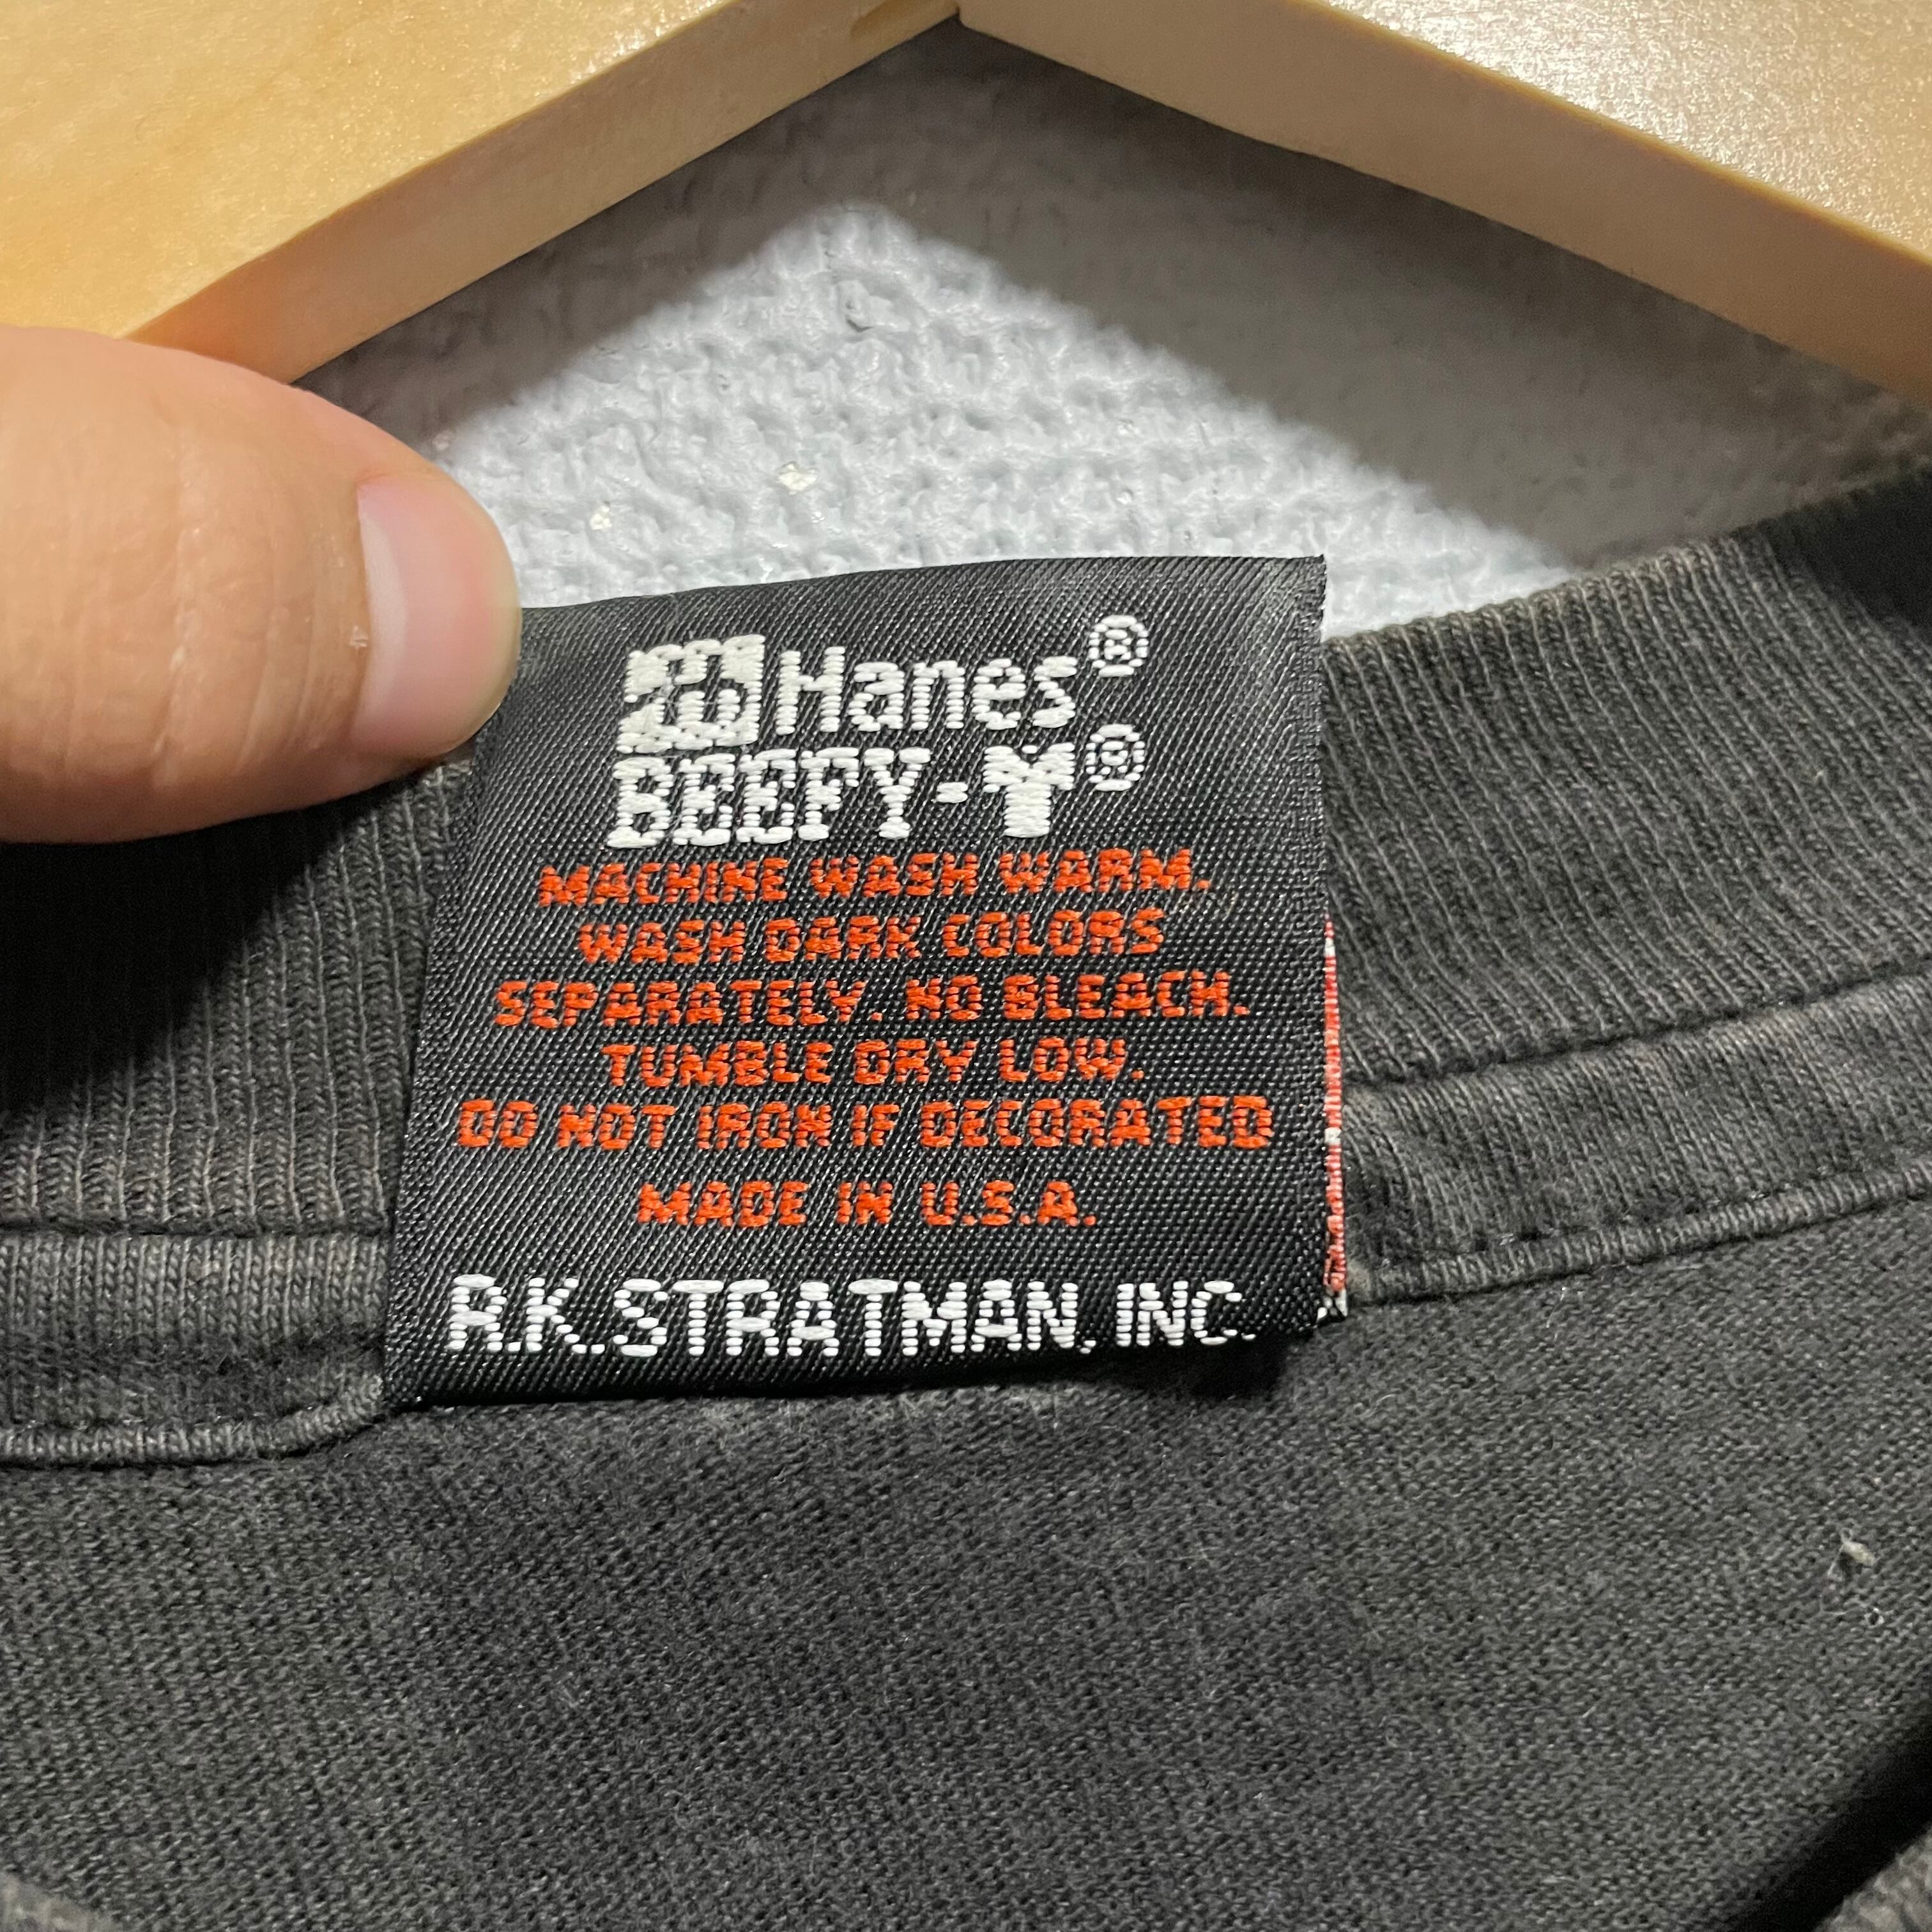 Hanes®
BEEFY-T®
MACHINE WASH WARM.
WASH DARK COLORS
SEPARATELY. NO BLEACH.
TUMBLE DRY LOW.
DO NOT IRON IF DECORATED
MADE IN U.S.A.
R.K. STRATMAN, INC.